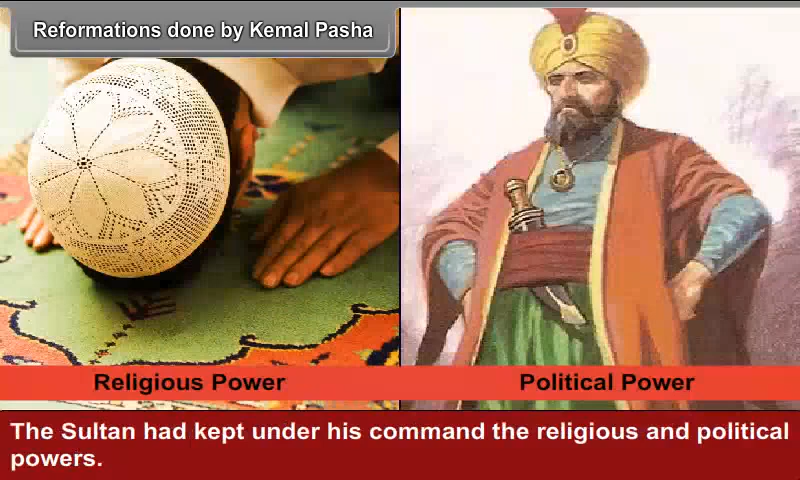 Reformations done by Kemal Pasha
Religious Power
Political Power
The Sultan had kept under his command the religious and political
powers.